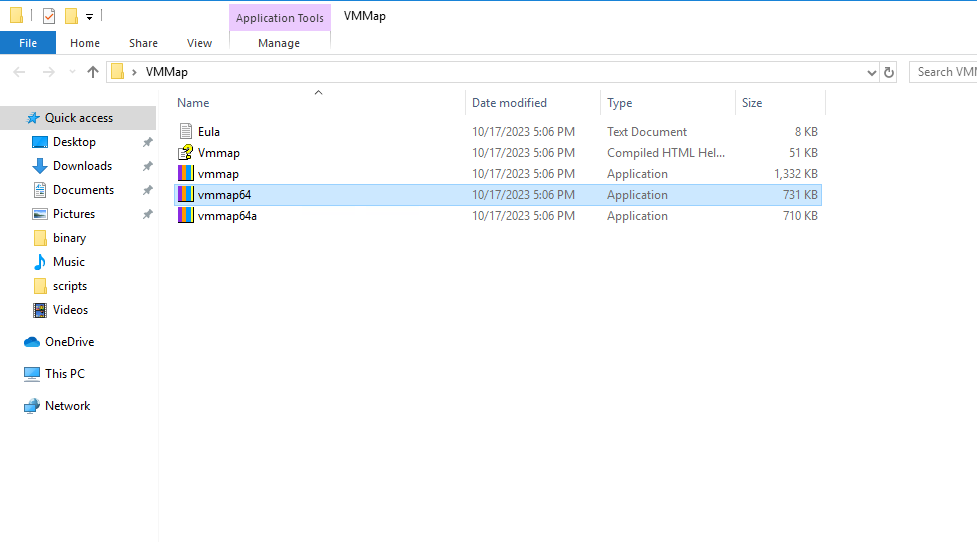 Application Tools VMMap
File Home Share View Manage
VMMap Search VMM
Name Date modified Type Size
Quick access
Desktop
Downloads
Documents
Pictures
binary
Music
scripts
Videos
OneDrive
This PC
Network
Eula 10/17/2023 5:06 PM Text Document 8 KB
Vmmap 10/17/2023 5:06 PM Compiled HTML Hel... 51 KB
vmmap 10/17/2023 5:06 PM Application 1,332 KB
vmmap64 10/17/2023 5:06 PM Application 731 KB
vmmap64a 10/17/2023 5:06 PM Application 710 KB